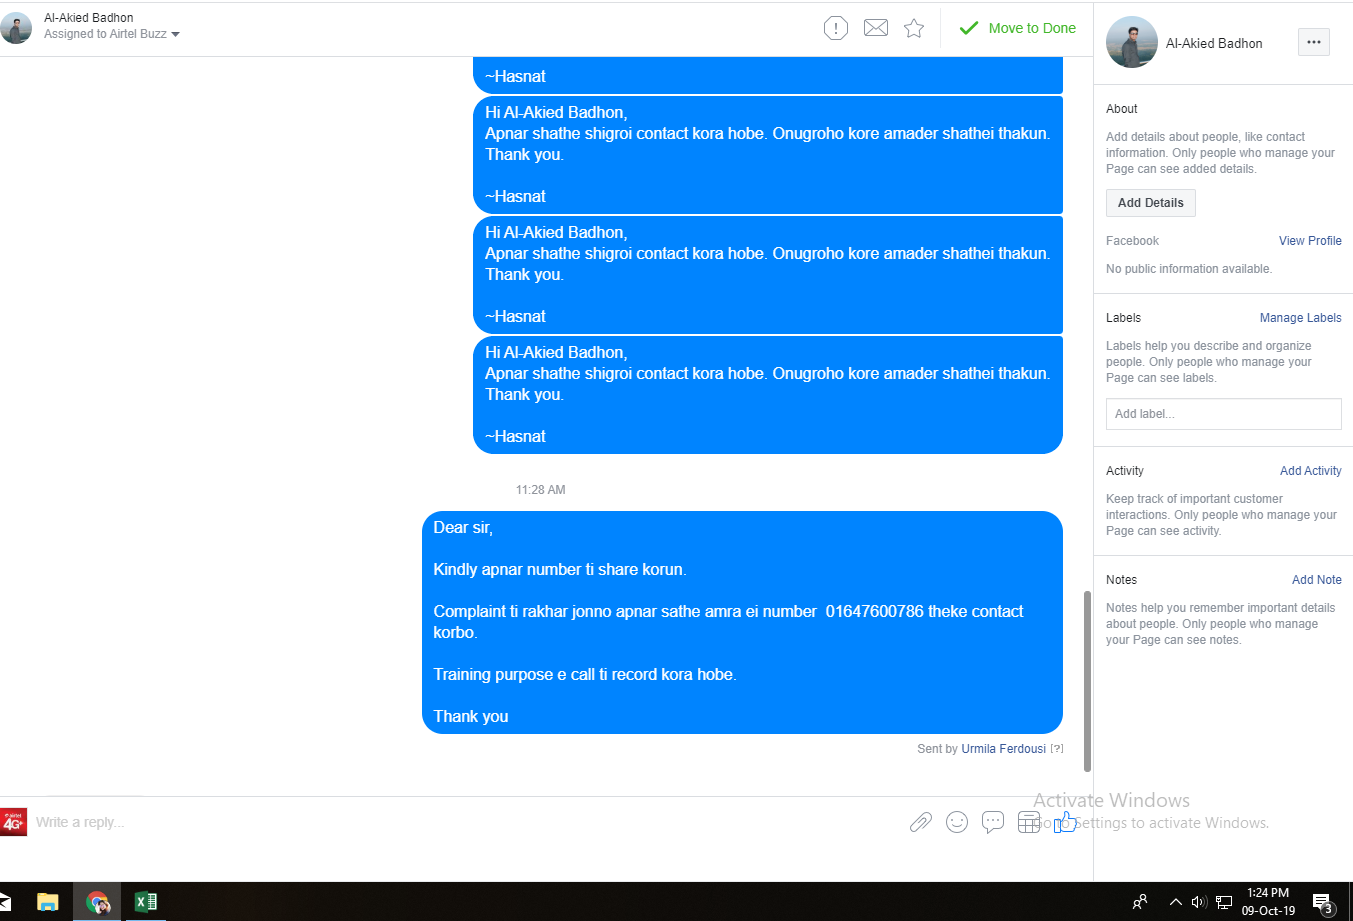 Al-Akied Badhon
Assigned to Airtel Buzz
Move to Done
~Hasnat
Hi Al-Akied Badhon,
Apnar shathe shigroi contact kora hobe. Onugroho kore amader shathei thakun.
Thank you.
~Hasnat
Hi Al-Akied Badhon,
Apnar shathe shigroi contact kora hobe. Onugroho kore amader shathei thakun.
Thank you.
~Hasnat
Hi Al-Akied Badhon,
Apnar shathe shigroi contact kora hobe. Onugroho kore amader shathei thakun.
Thank you.
~Hasnat
11:28 AM
Dear sir,
Kindly apnar number ti share korun.
Complaint ti rakhar jonno apnar sathe amra ei number  01647600786 theke contact
korbo.
Training purpose e call ti record kora hobe.
Thank you
Sent by Urmila Ferdousi [?]
airtel
4G+
Write a reply...
Al-Akied Badhon
About
Add details about people, like contact
information. Only people who manage your
Page can see added details.
Add Details
Facebook View Profile
No public information available.
Labels Manage Labels
Labels help you describe and organize
people. Only people who manage your
Page can see labels.
Add label...
Activity Add Activity
Keep track of important customer
interactions. Only people who manage your
Page can see activity.
Notes Add Note
Notes help you remember important details
about people. Only people who manage
your Page can see notes.
Activate Windows
Go to Settings to activate Windows.
1:24 PM
09-Oct-19
3